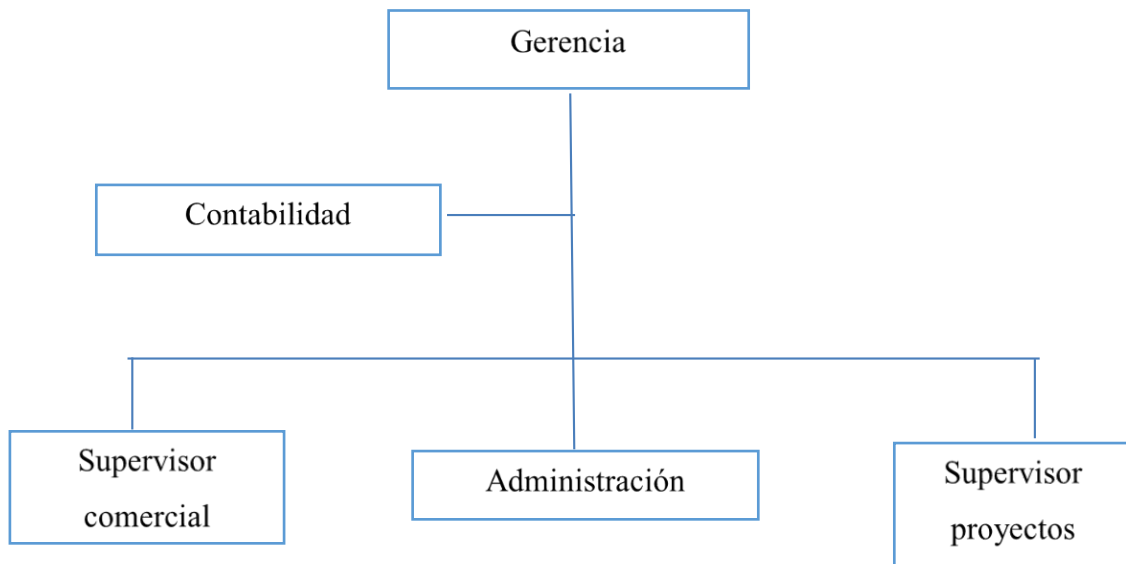 Gerencia
Contabilidad
Supervisor
comercial
Administración
Supervisor
proyectos